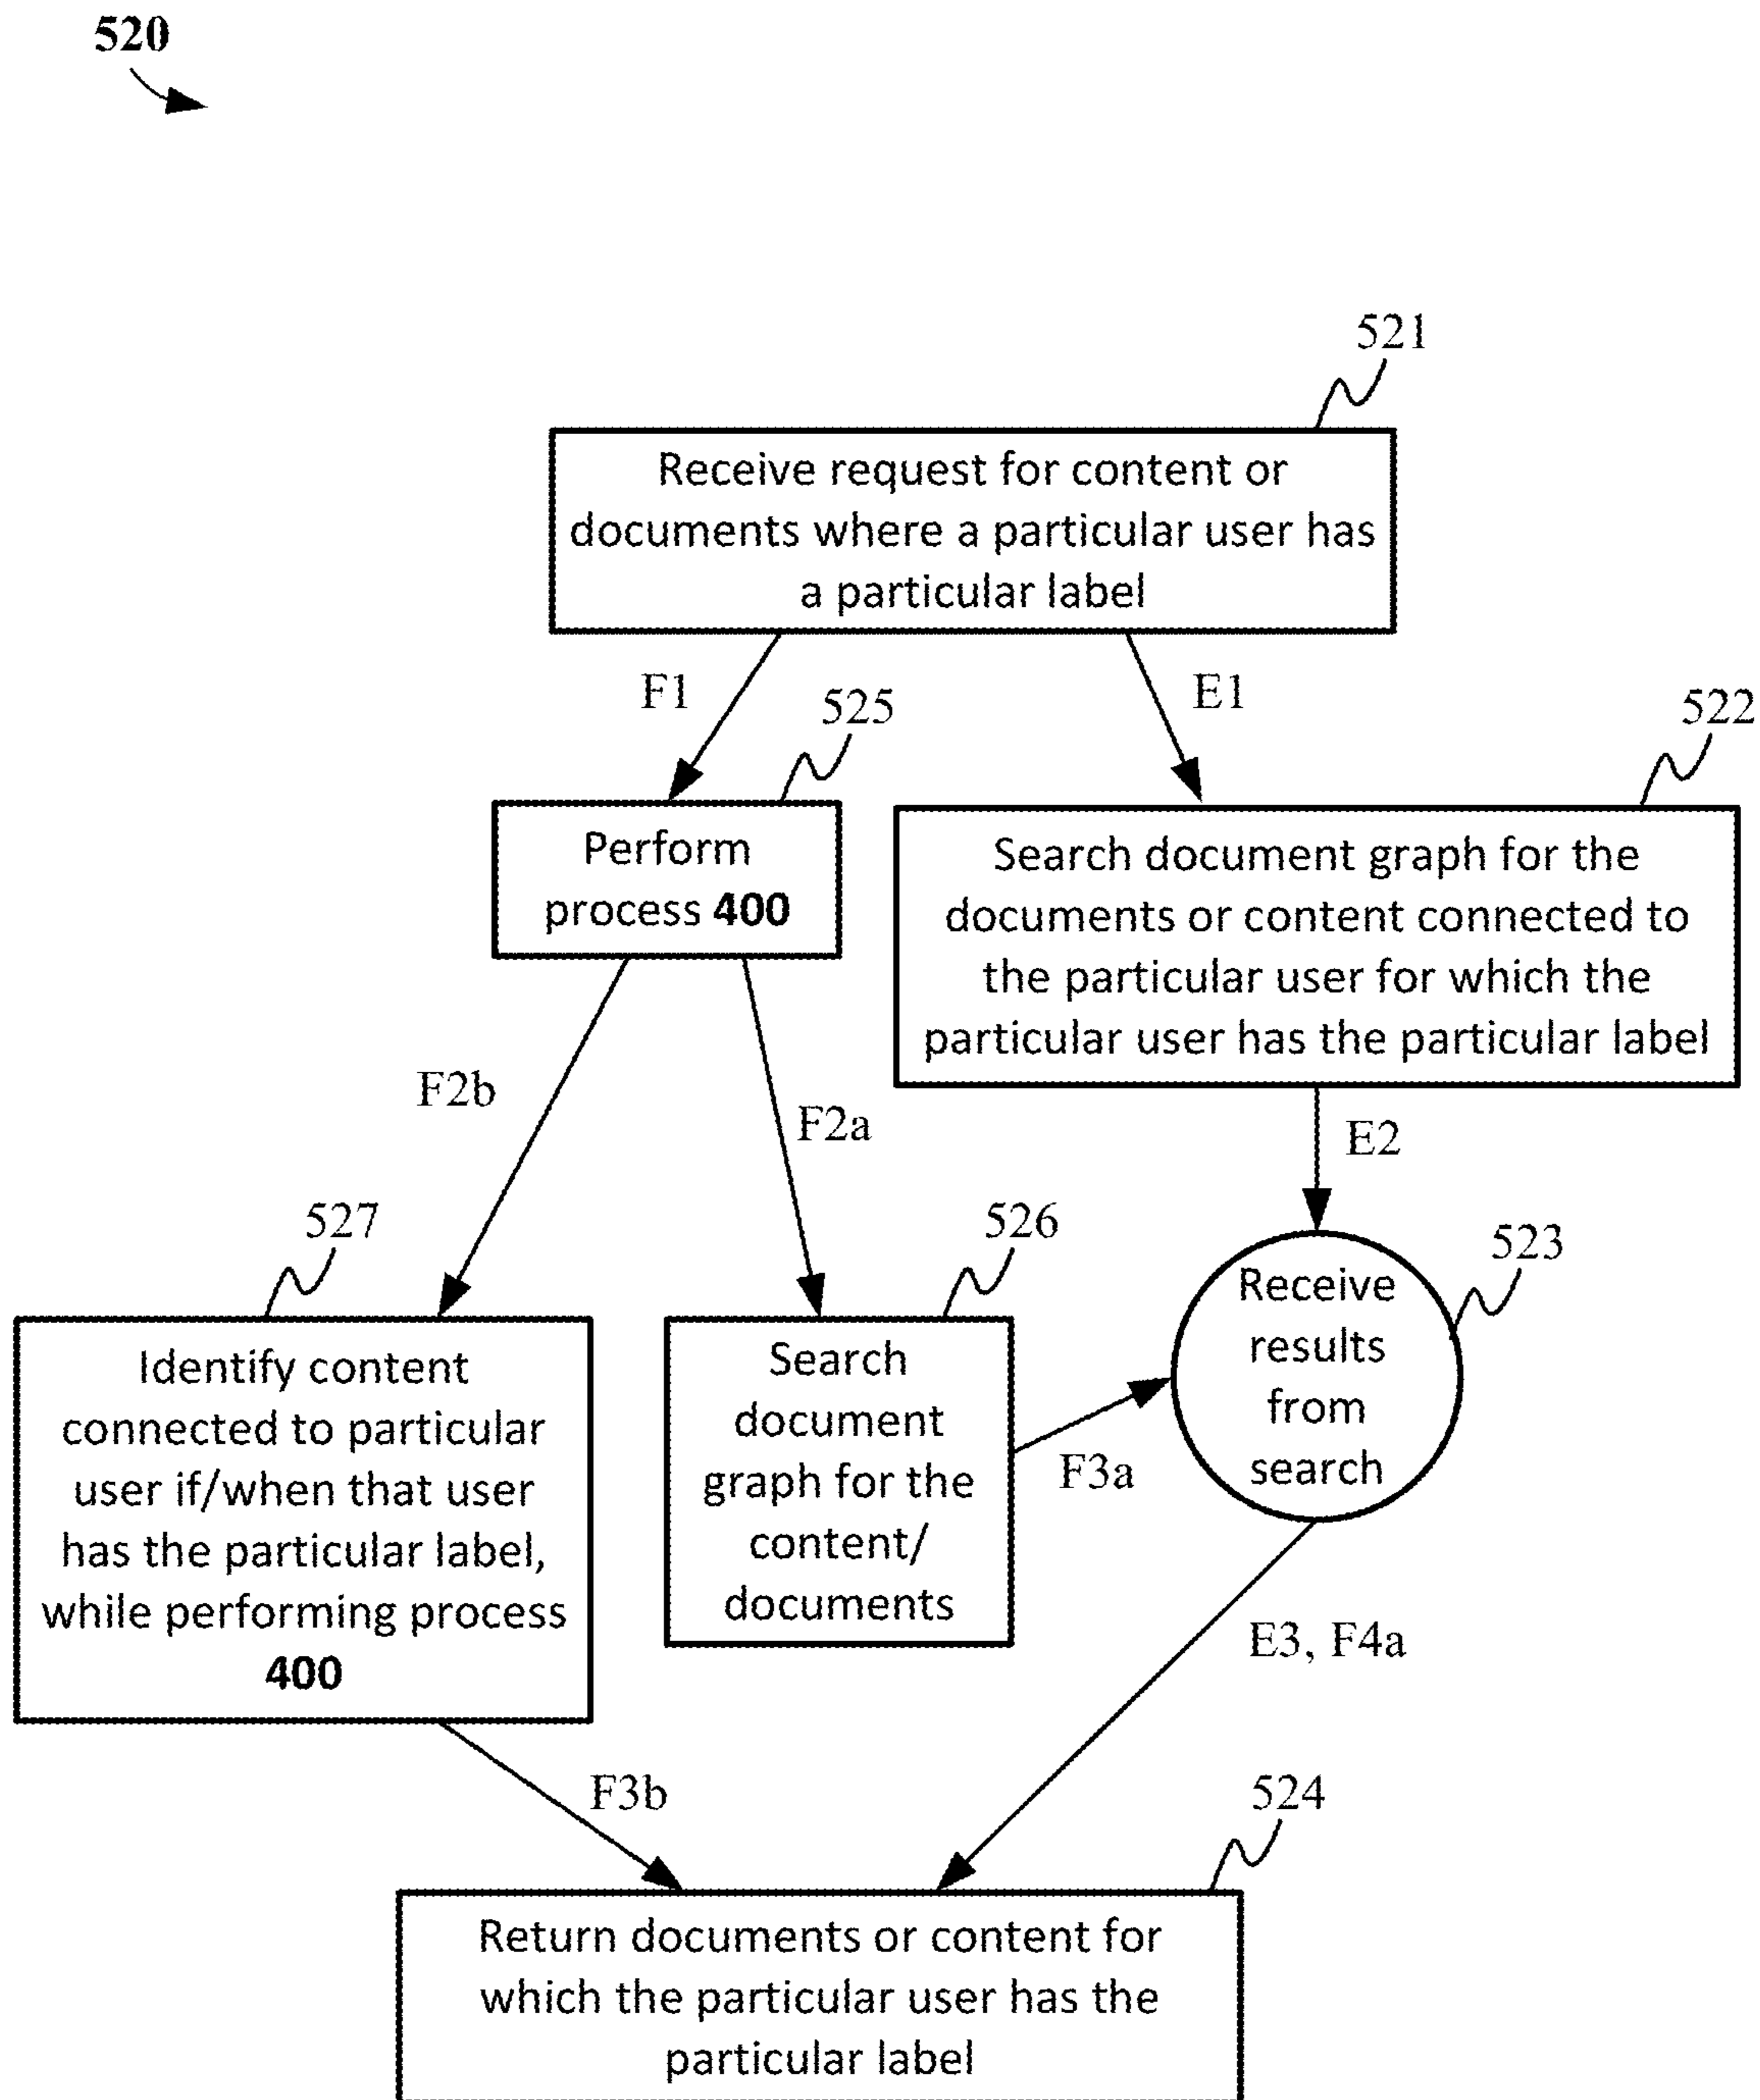 520
521
Receive request for content or
documents where a particular user has
a particular label
F1
E1
525
522
Perform
process 400
Search document graph for the
documents or content connected to
the particular user for which the
particular user has the particular label
F2b
F2a
E2
527
526
523
Identify content
connected to particular
user if/when that user
has the particular label,
while performing process
400
Search
document
graph for the
content/
documents
F3a
Receive
results
from
search
E3, F4a
F3b
524
Return documents or content for
which the particular user has the
particular label